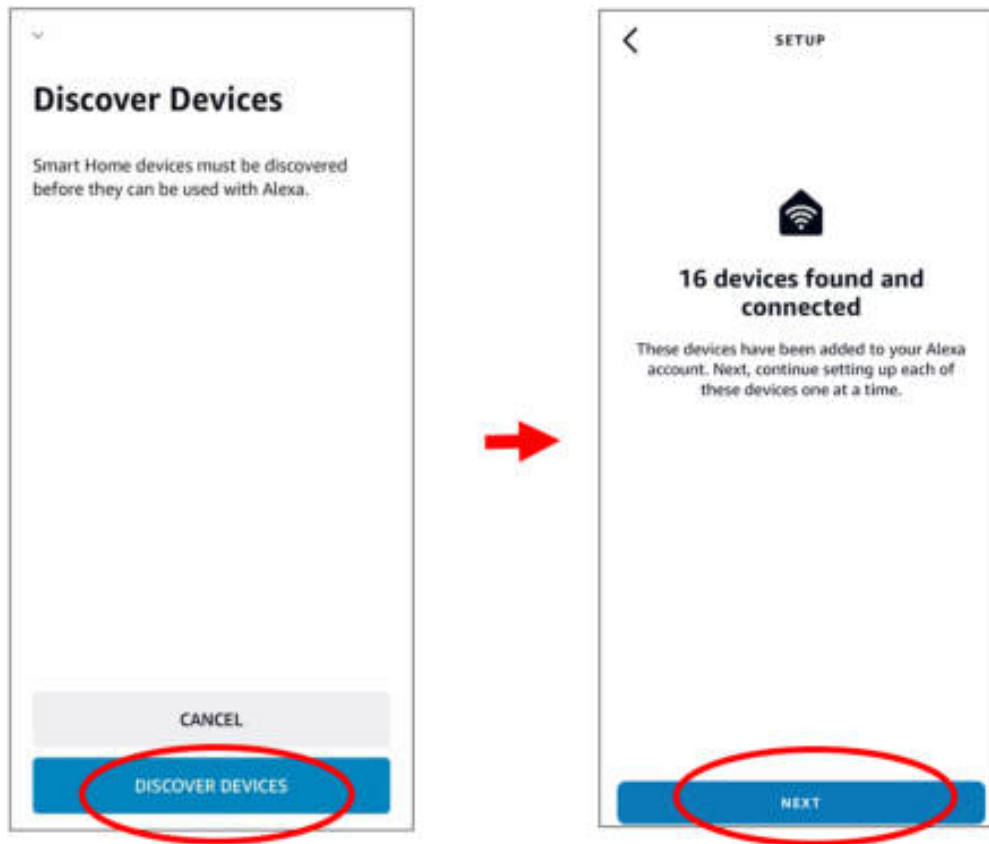 Discover Devices
Smart Home devices must be discovered
before they can be used with Alexa.
CANCEL
DISCOVER DEVICES
SETUP
16 devices found and
connected
These devices have been added to your Alexa
account. Next, continue setting up each of
these devices one at a time.
NEXT